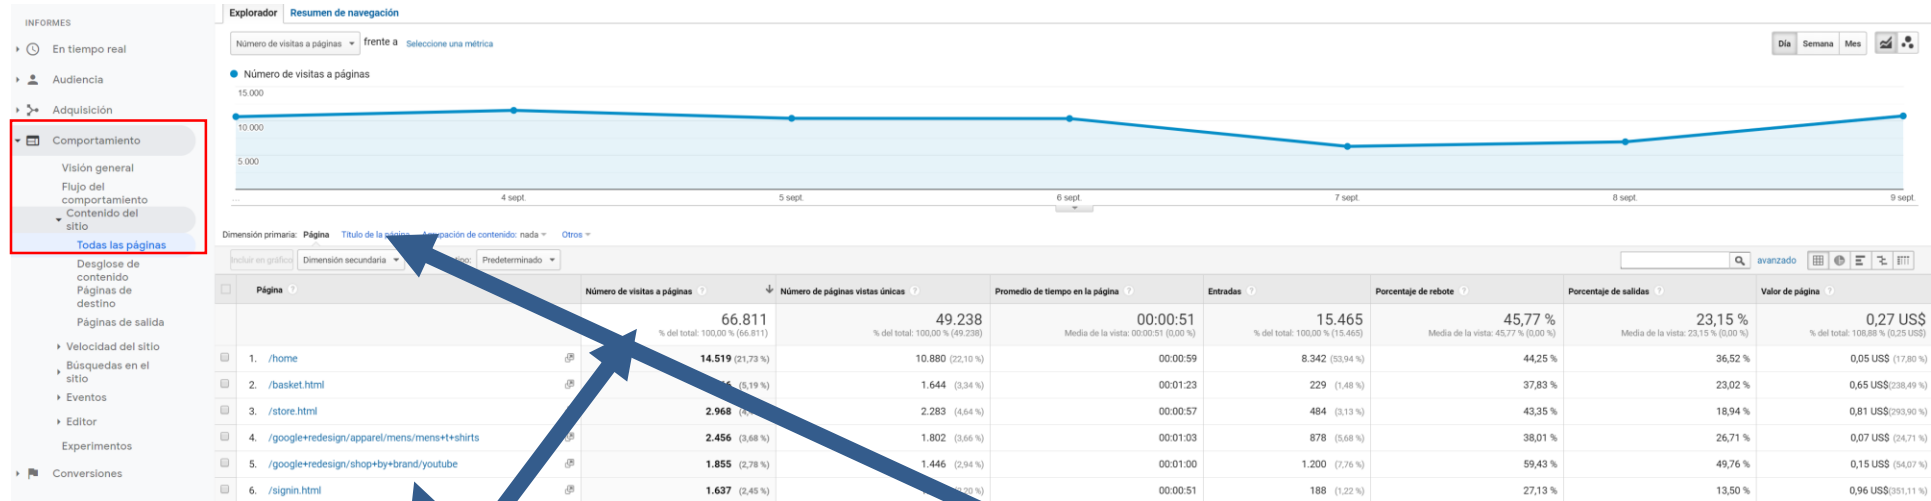 INFORMES
En tiempo real
Audiencia
Adquisición
Comportamiento
Visión general
Flujo del
comportamiento
Contenido del
sitio
Todas las páginas
Desglose de
contenido
Páginas de
destino
Páginas de salida
Velocidad del sitio
Búsquedas en el
sitio
Eventos
Editor
Experimentos
Conversiones
Explorador Resumen de navegación
Número de visitas a páginas frente a Seleccione una métrica
Día Semana Mes
Número de visitas a páginas
15.000
10.000
5.000
... 4 sept. 5 sept. 6 sept. 7 sept. 8 sept. 9 sept.
Dimensión primaria: Página Título de la página de contenido: nada Otros
Incluir en gráfico Dimensión secundaria Predeterminado avanzado
Página Número de visitas a páginas Número de páginas vistas únicas Promedio de tiempo en la página Entradas Porcentaje de rebote Porcentaje de salidas Valor de página
66.811 49.238 00:00:51 15.465 45,77 % 23,15 % 0,27 US$
% del total: 100,00 % (66.811) % del total: 100,00 % (49.238) Media de la vista: 00:00:51 (0,00 %) % del total: 100,00 % (15.465) Media de la vista: 45,77 % (0,00 %) Media de la vista: 23,15 % (0,00 %) % del total: 108,88 % (0,25 US$)
1. /home 14.519 (21,73 %) 10.880 (22,10 %) 00:00:59 8.342 (53,94 %) 44,25 % 36,52 % 0,05 US$ (17,80 %)
2. /basket.html (5,19 %) 1.644 (3,34 %) 00:01:23 229 (1,48 %) 37,83 % 23,02 % 0,65 US$ (238,49 %)
3. /store.html 2.968 2.283 (4,64 %) 00:00:57 484 (3,13 %) 43,35 % 18,94 % 0,81 US$ (293,90 %)
4. /google+redesign/apparel/mens/mens+t+shirts 2.456 (3,68 %) 1.802 (3,66 %) 00:01:03 878 (5,68 %) 38,01 % 26,71 % 0,07 US$ (24,71 %)
5. /google+redesign/shop+by+brand/youtube 1.855 (2,78 %) 1.446 (2,94 %) 00:01:00 1.200 (7,76 %) 59,43 % 49,76 % 0,15 US$ (54,07 %)
6. /signin.html 1.637 (2,45 %) 00:00:51 188 (1,22 %) 27,13 % 13,50 % 0,96 US$ (351,11 %)